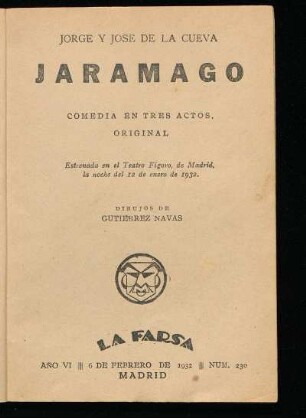 JORGE Y JOSE DE LA CUEVA
JARAMAGO
COMEDIA EN TRES ACTOS,
ORIGINAL
Estrenada en el Teatro Fígaro, de Madrid,
la noche del 12 de enero de 1932.
DIBUJOS DE
GUTIERREZ NAVAS
LA FARSA
AÑO VI ||| 6 DE FEBRERO DE 1932 ||| NUM. 230
MADRID